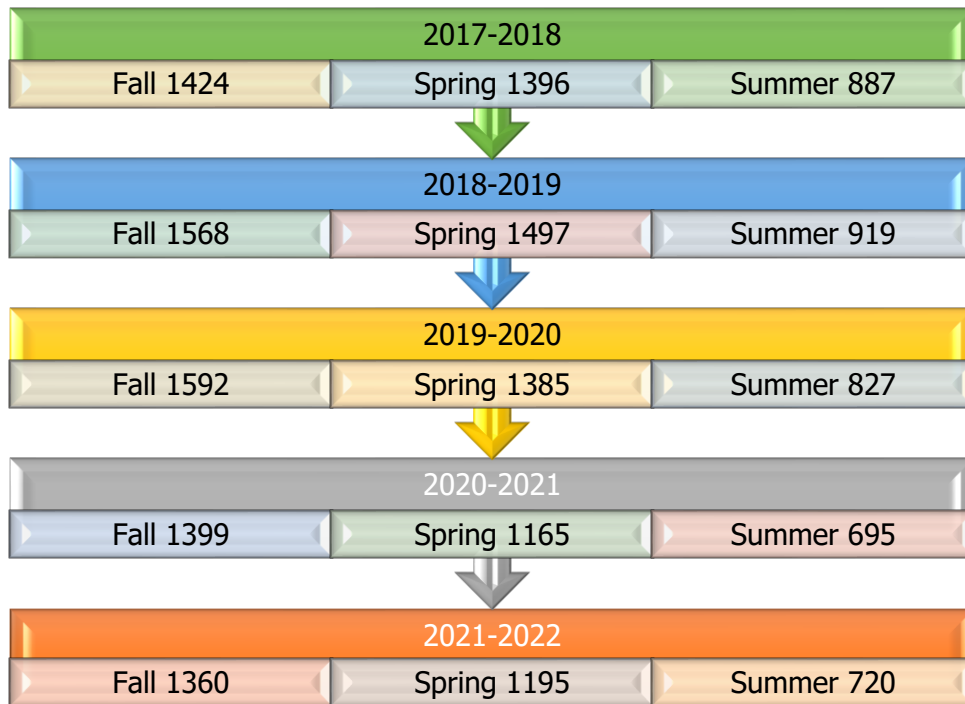 2017-2018
Fall 1424 Spring 1396 Summer 887
2018-2019
Fall 1568 Spring 1497 Summer 919
2019-2020
Fall 1592 Spring 1385 Summer 827
2020-2021
Fall 1399 Spring 1165 Summer 695
2021-2022
Fall 1360 Spring 1195 Summer 720